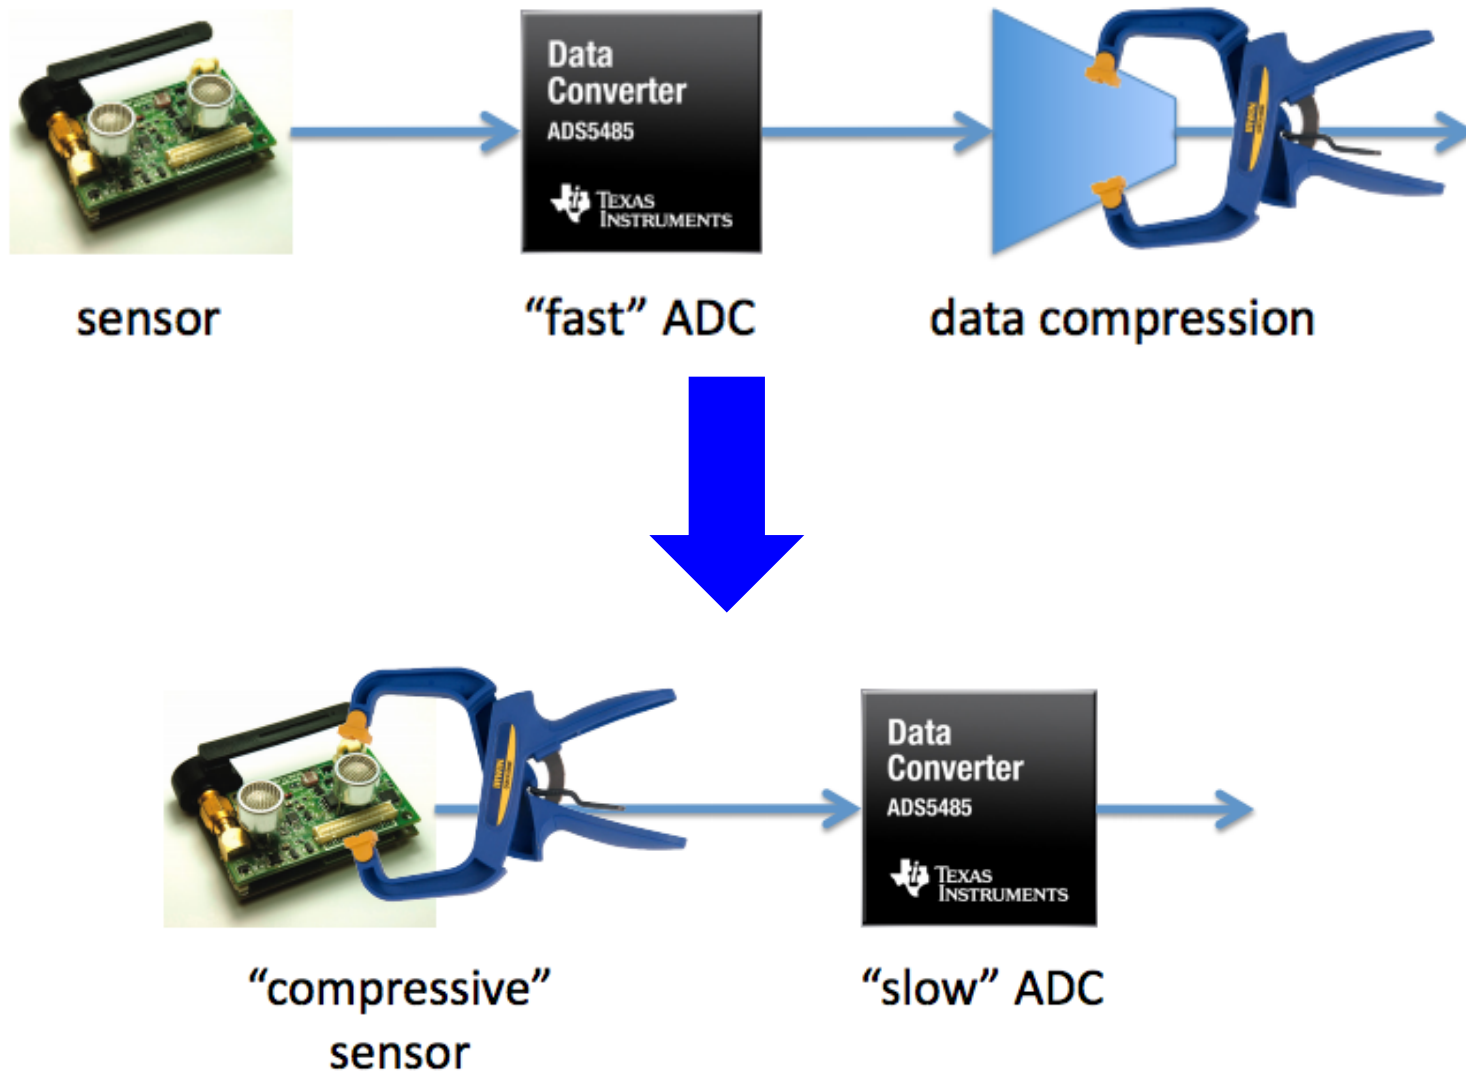 Data
Converter
ADS5485
TEXAS
INSTRUMENTS
sensor
“fast” ADC
data compression
Data
Converter
ADS5485
TEXAS
INSTRUMENTS
“compressive”
sensor
“slow” ADC